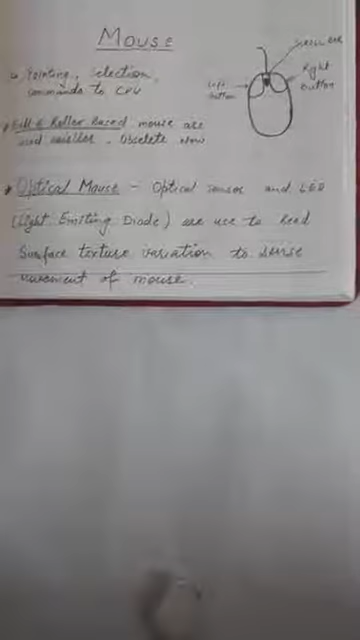 Mouse
Pointing, selection,
commands to CPU
Left
button
Right
button
Ball & Roller Based mouse are
used earlier. Obselete now
Optical Mouse - Optical sensor and LED
(Light Emitting Diode) are use to Read
Surface texture variation to sense
movement of mouse.